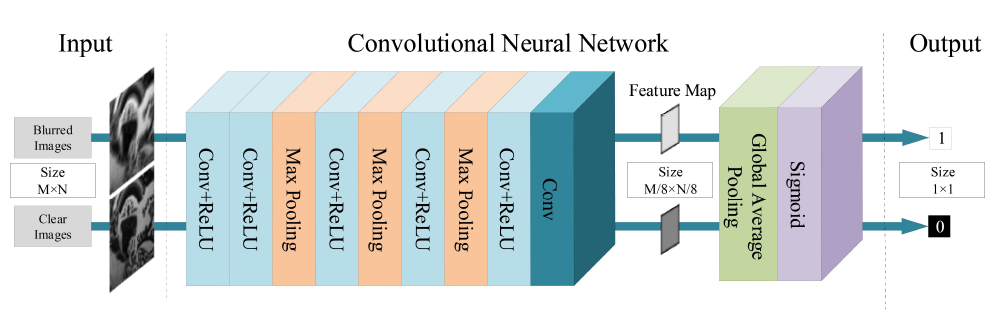 Input
Convolutional Neural Network
Output
Blurred
Images
Size
M×N
Clear
Images
Conv+ReLU
Conv+ReLU
Max Pooling
Conv+ReLU
Max Pooling
Conv+ReLU
Max Pooling
Conv+ReLU
Conv
Feature Map
Size
M/8×N/8
Global Average
Pooling
Sigmoid
1
Size
1×1
0